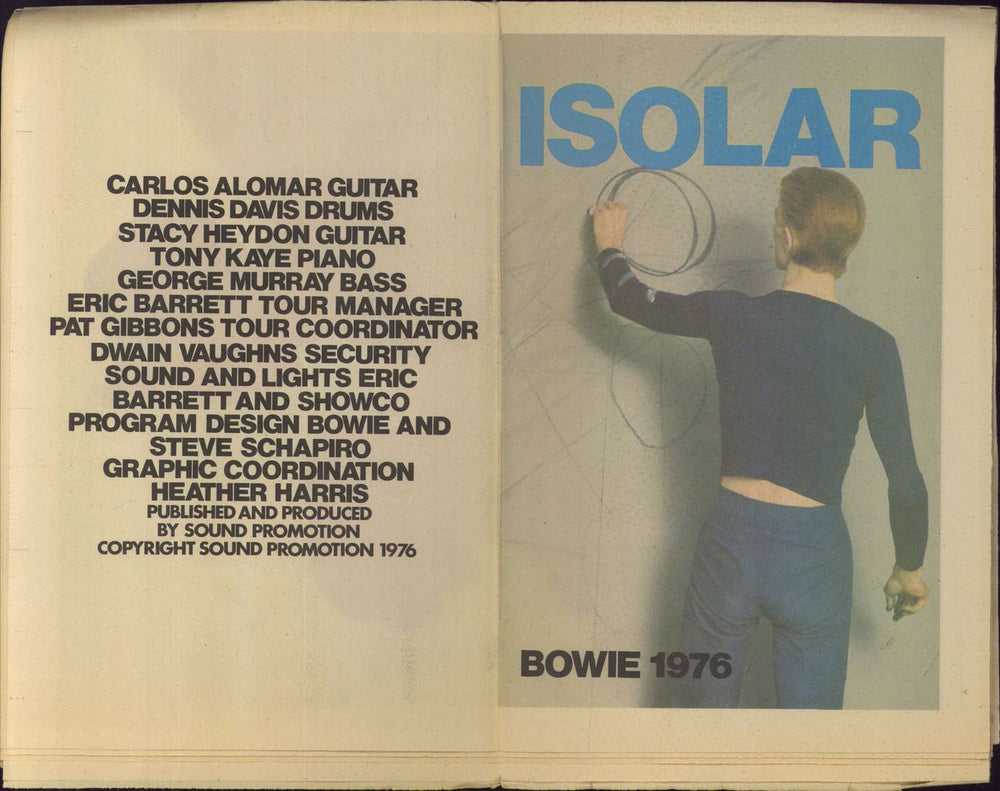 CARLOS ALOMAR GUITAR
DENNIS DAVIS DRUMS
STACY HEYDON GUITAR
TONY KAYE PIANO
GEORGE MURRAY BASS
ERIC BARRETT TOUR MANAGER
PAT GIBBONS TOUR COORDINATOR
DWAIN VAUGHNS SECURITY
SOUND AND LIGHTS ERIC
BARRETT AND SHOWCO
PROGRAM DESIGN BOWIE AND
STEVE SCHAPIRO
GRAPHIC COORDINATION
HEATHER HARRIS
PUBLISHED AND PRODUCED
BY SOUND PROMOTION
COPYRIGHT SOUND PROMOTION 1976
ISOLAR
BOWIE 1976